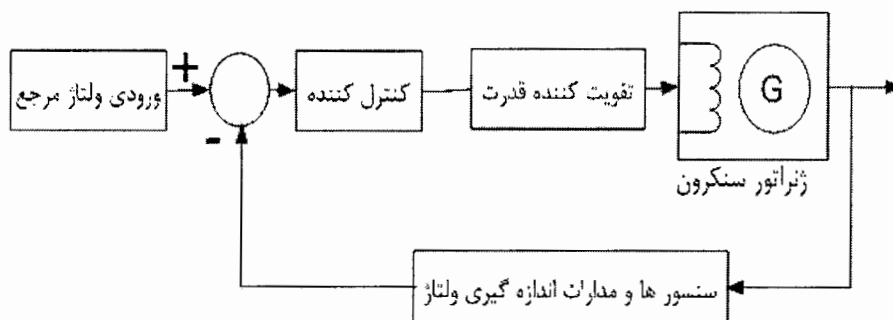 ورودی ولتاژ مرجع
+
-
کنترل کننده
تقویت کننده قدرت
G
ژنراتور سنکرون
سنسور ها و مدارات اندازه گیری ولتاژ